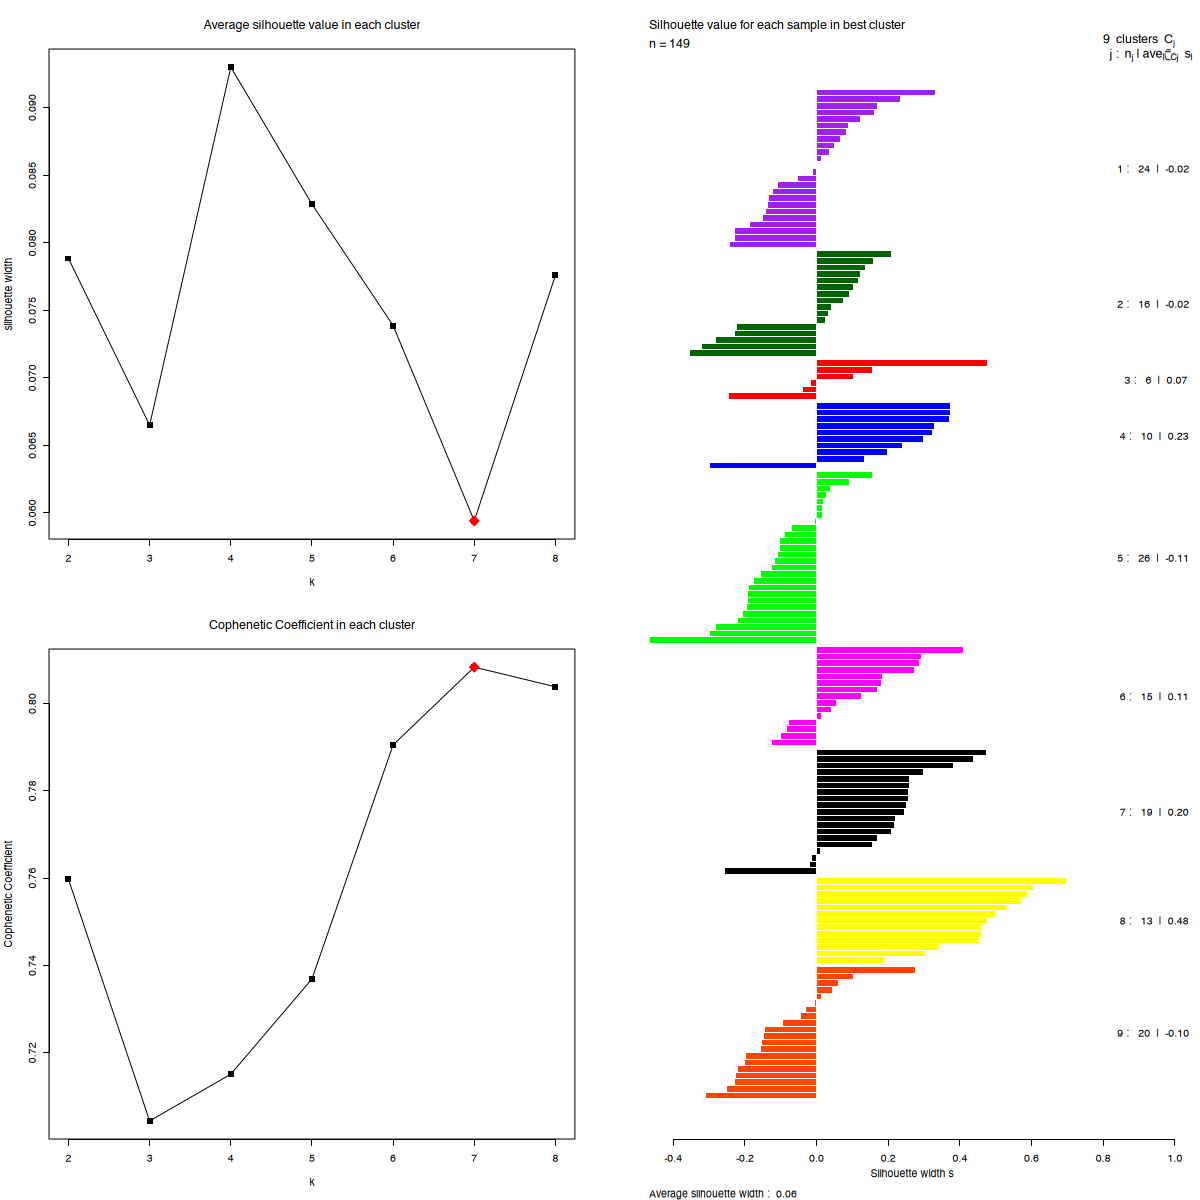 Average silhouette value in each cluster
silhouette width
0.090
0.085
0.080
0.075
0.070
0.065
0.060
2 3 4 5 6 7 8
k
Cophenetic Coefficient in each cluster
Cophenetic Coefficient
0.80
0.78
0.76
0.74
0.72
2 3 4 5 6 7 8
k
Silhouette value for each sample in best cluster
n = 149
9 clusters Cj
j : nj | avei∈Cj si
1 : 24 | -0.02
2 : 16 | -0.02
3 : 6 | 0.07
4 : 10 | 0.23
5 : 26 | -0.11
6 : 15 | 0.11
7 : 19 | 0.20
8 : 13 | 0.48
9 : 20 | -0.10
-0.4 -0.2 0.0 0.2 0.4 0.6 0.8 1.0
Silhouette width s
Average silhouette width : 0.06